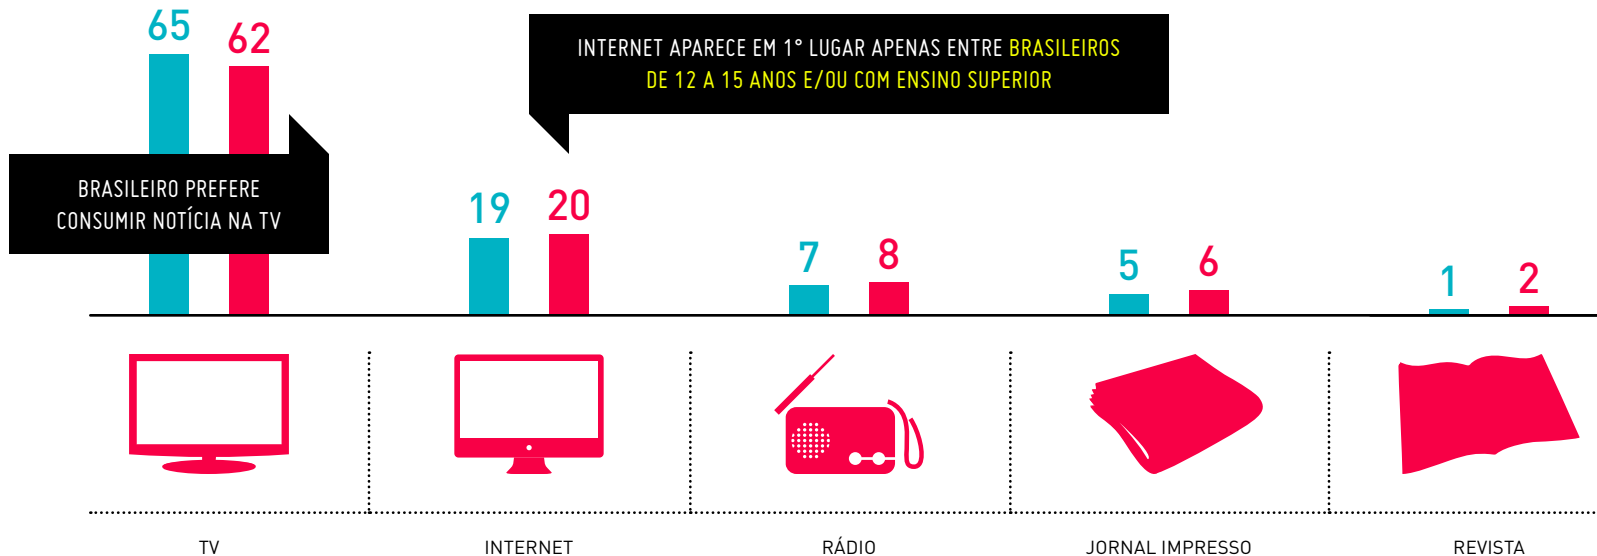 65
62
INTERNET APARECE EM 1° LUGAR APENAS ENTRE BRASILEIROS
DE 12 A 15 ANOS E/OU COM ENSINO SUPERIOR
BRASILEIRO PREFERE
CONSUMIR NOTÍCIA NA TV
19
20
7
8
5
6
1
2
TV
INTERNET
RÁDIO
JORNAL IMPRESSO
REVISTA